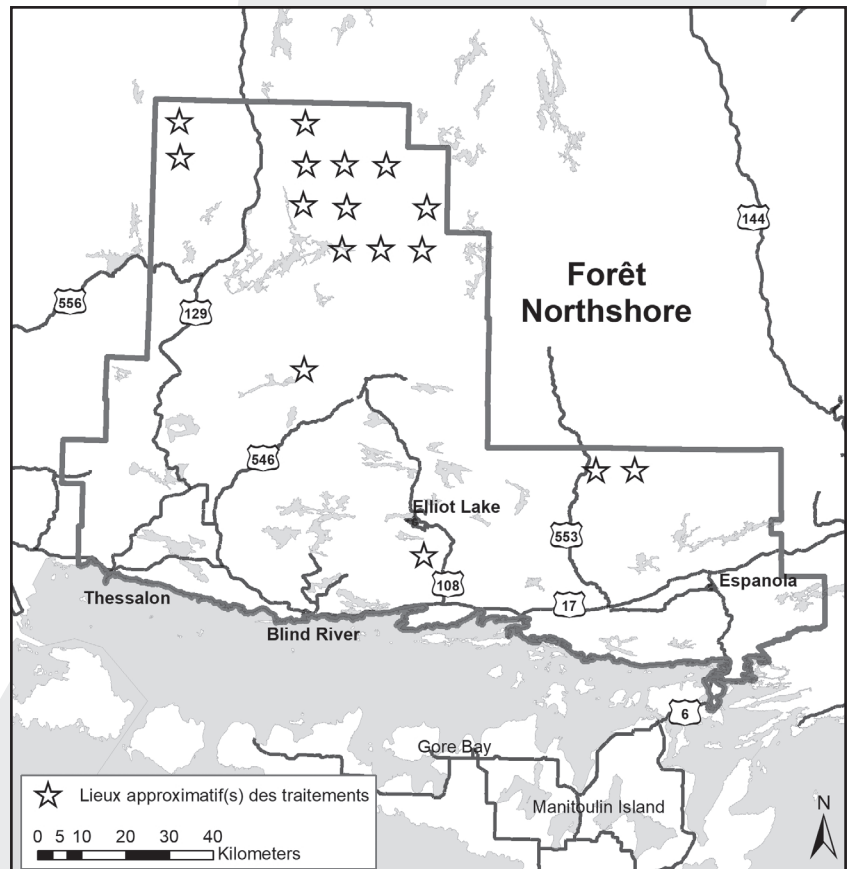 144
Forêt
Northshore
556
129
546
Elliot Lake
553
108
Espanola
17
Thessalon
Blind River
6
Gore Bay
Manitoulin Island
Lieux approximatif(s) des traitements
0 5 10 20 30 40
Kilometers
N